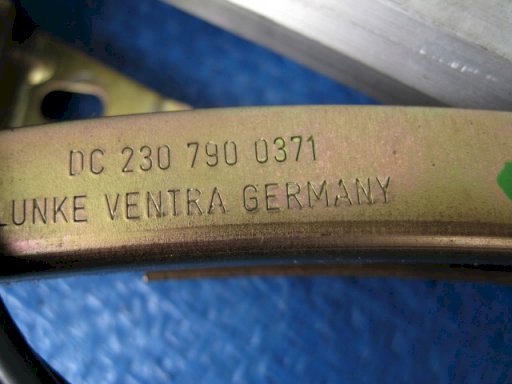 DC 230 790 0371
LUNKE VENTRA GERMANY